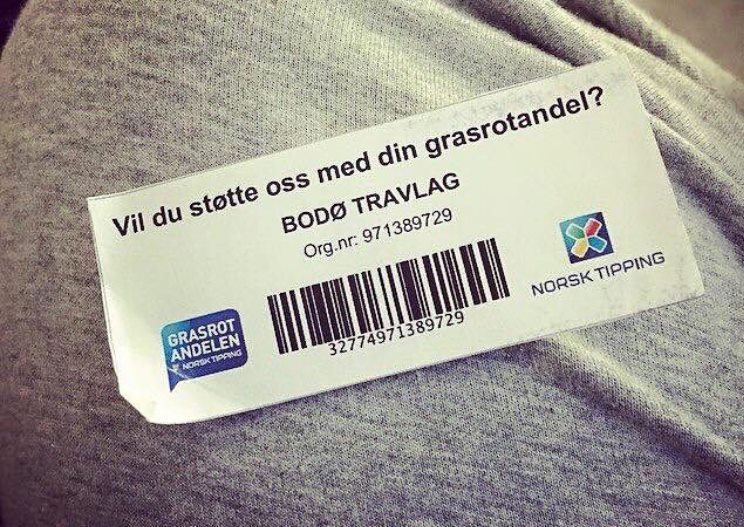 Vil du støtte oss med din grasrotandel?
BODØ TRAVLAG
Org.nr: 971389729
32774971389729
GRASROT
ANDELEN
NORSK TIPPING
NORSK TIPPING